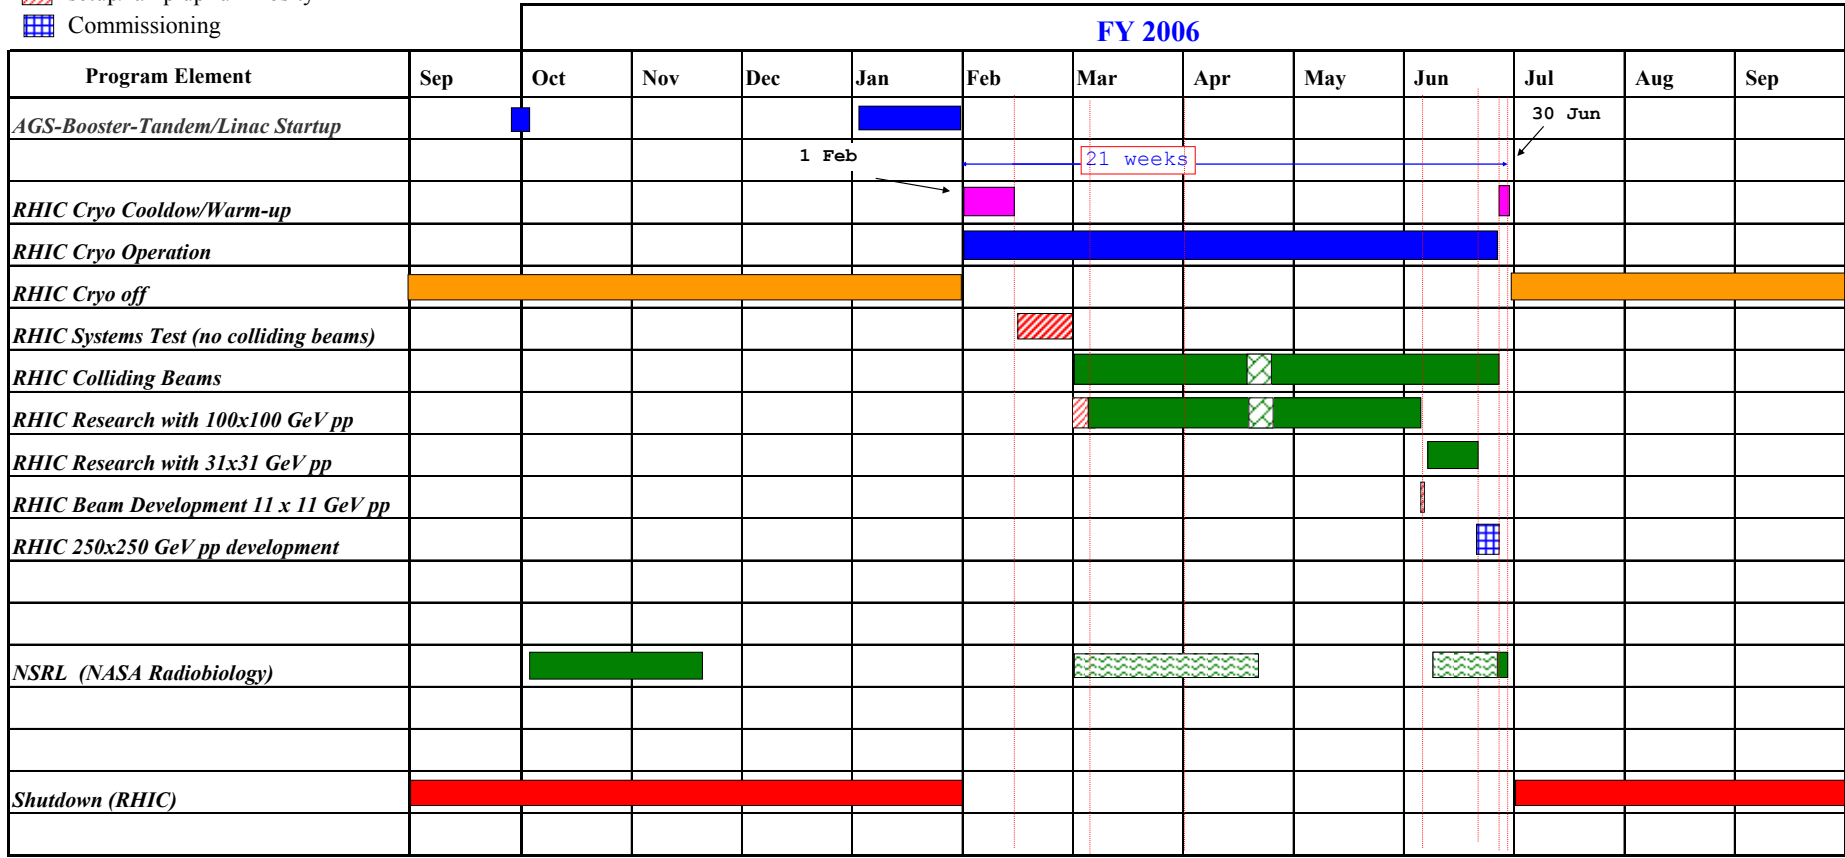 Commissioning
FY 2006
Program Element Sep Oct Nov Dec Jan Feb Mar Apr May Jun Jul Aug Sep
AGS-Booster-Tandem/Linac Startup
30 Jun
1 Feb
21 weeks
RHIC Cryo Cooldow/Warm-up
RHIC Cryo Operation
RHIC Cryo off
RHIC Systems Test (no colliding beams)
RHIC Colliding Beams
RHIC Research with 100x100 GeV pp
RHIC Research with 31x31 GeV pp
RHIC Beam Development 11 x 11 GeV pp
RHIC 250x250 GeV pp development
NSRL (NASA Radiobiology)
Shutdown (RHIC)